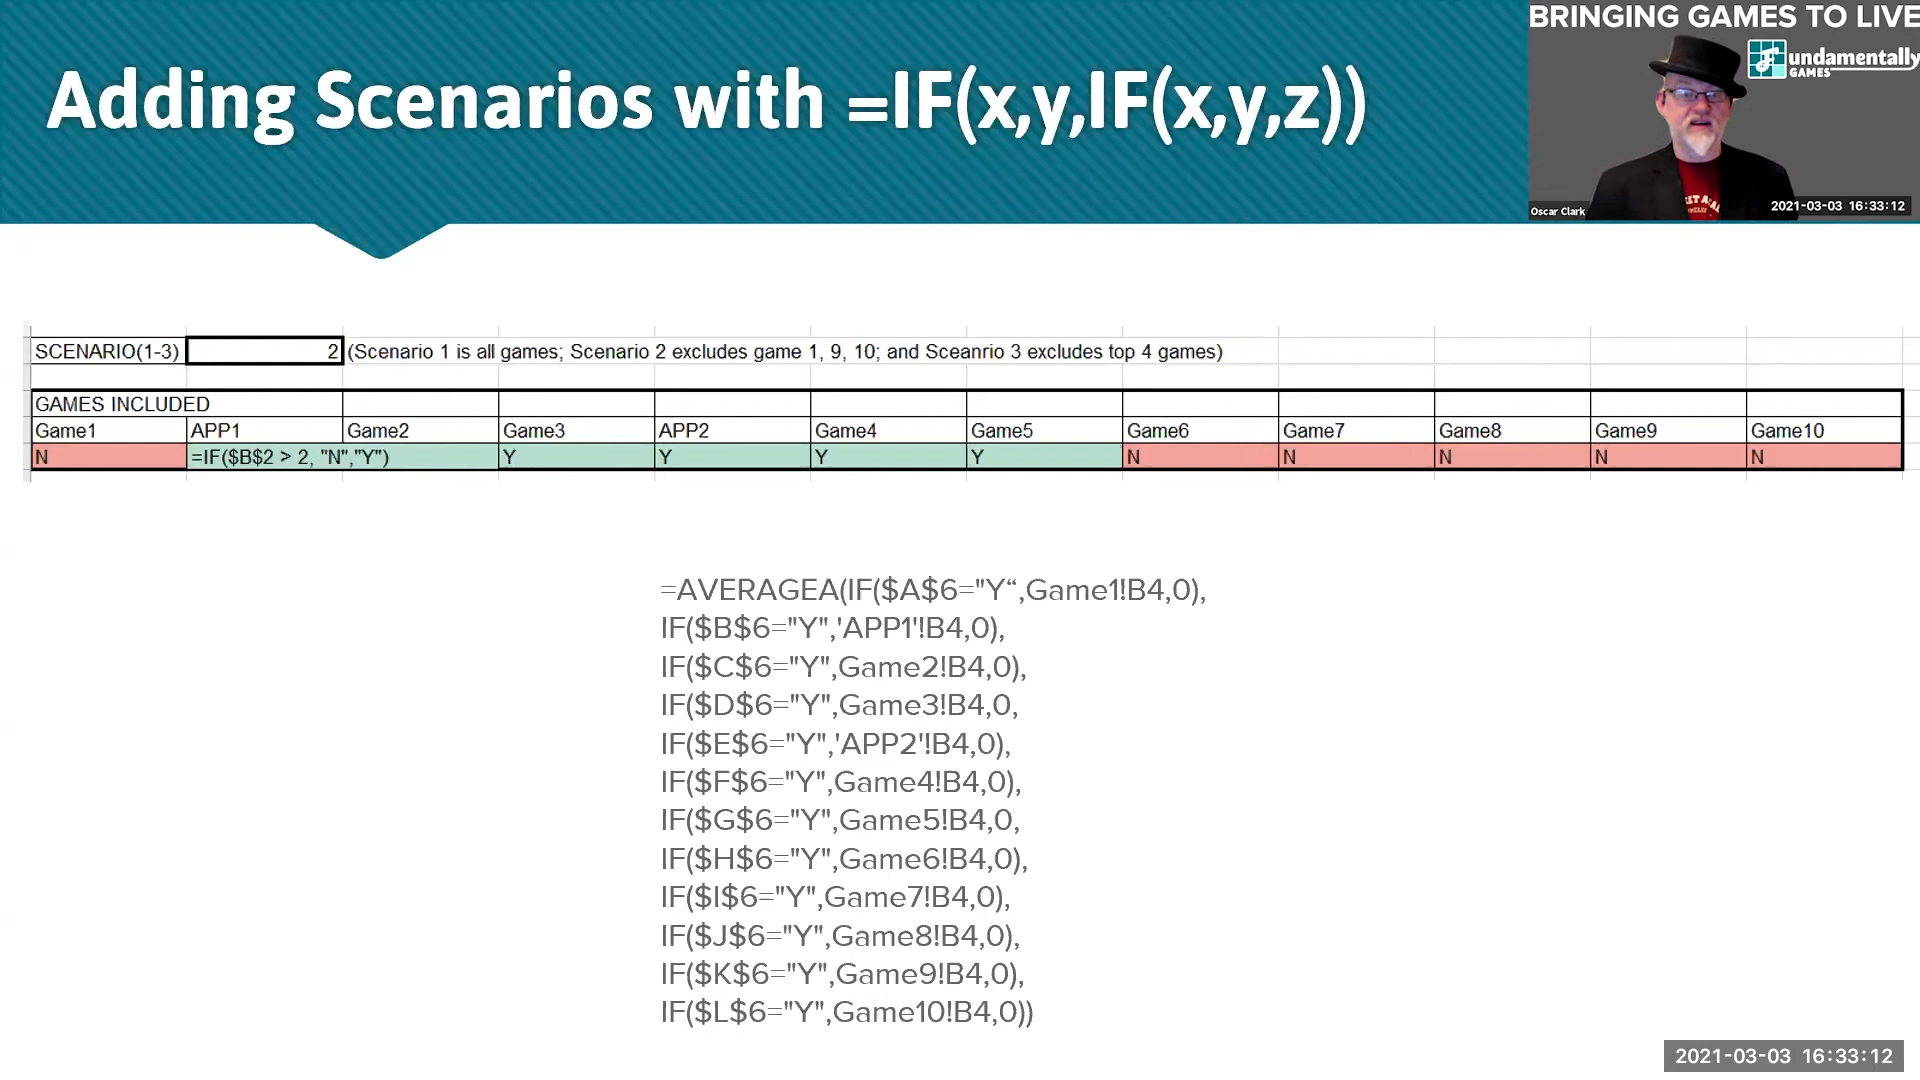 BRINGING GAMES TO LIVE
undamentally
GAMES
Adding Scenarios with =IF(x,y,IF(x,y,z))
Oscar Clark
2021-03-03 16:33:12
SCENARIO(1-3) 2 (Scenario 1 is all games; Scenario 2 excludes game 1, 9, 10; and Sceanrio 3 excludes top 4 games)
GAMES INCLUDED
Game1 APP1 Game2 Game3 APP2 Game4 Game5 Game6 Game7 Game8 Game9 Game10
N =IF($B$2 > 2, "N","Y") Y Y Y Y N N N N N
=AVERAGEA(IF($A$6="Y“,Game1!B4,0),
IF($B$6="Y",'APP1'!B4,0),
IF($C$6="Y",Game2!B4,0),
IF($D$6="Y",Game3!B4,0,
IF($E$6="Y",'APP2'!B4,0),
IF($F$6="Y",Game4!B4,0),
IF($G$6="Y",Game5!B4,0,
IF($H$6="Y",Game6!B4,0),
IF($I$6="Y",Game7!B4,0),
IF($J$6="Y",Game8!B4,0),
IF($K$6="Y",Game9!B4,0),
IF($L$6="Y",Game10!B4,0))
2021-03-03 16:33:12